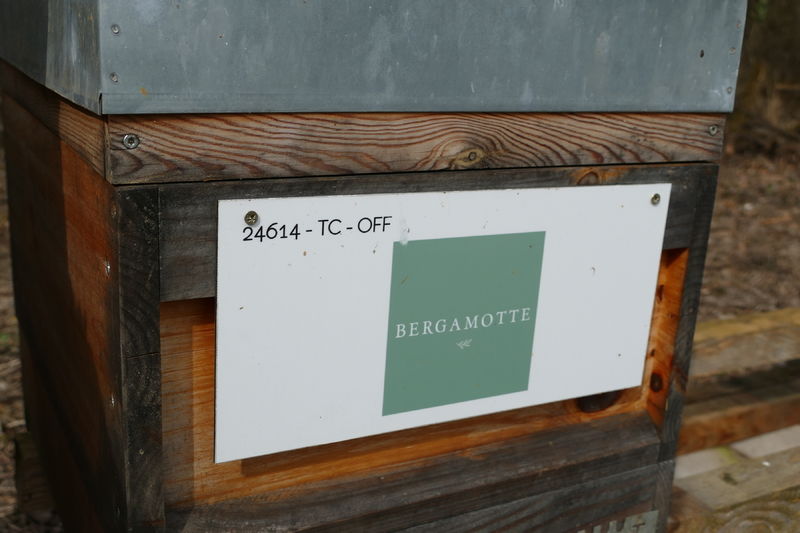 24614 - TC - OFF
BERGAMOTTE